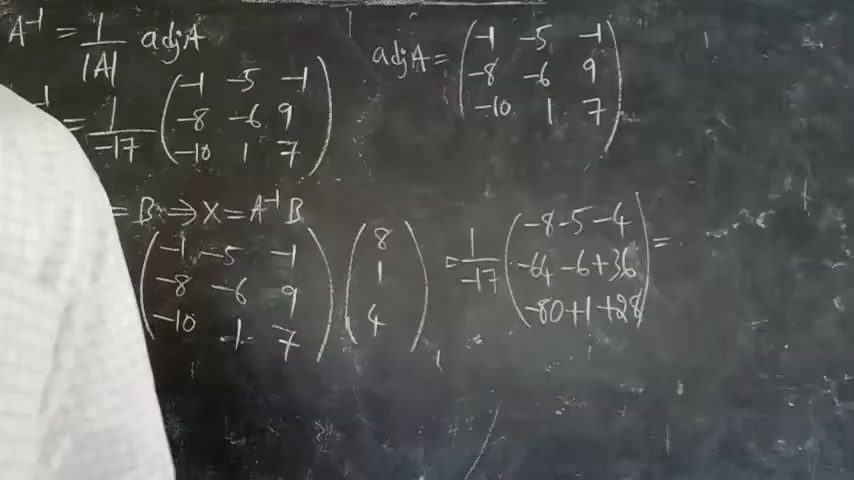 A⁻¹ = 1/|A| adjA
adjA = (-1 -5 -1
-8 -6 9
-10 1 7)
⁻¹ = 1/-17 (-1 -5 -1
-8 -6 9
-10 1 7)
= B ⇒ X = A⁻¹B
(-1 -5 -1
-8 -6 9
-10 1 7) (8
1
4) = 1/-17 (-8-5-4
-64-6+36
-80+1+28) =